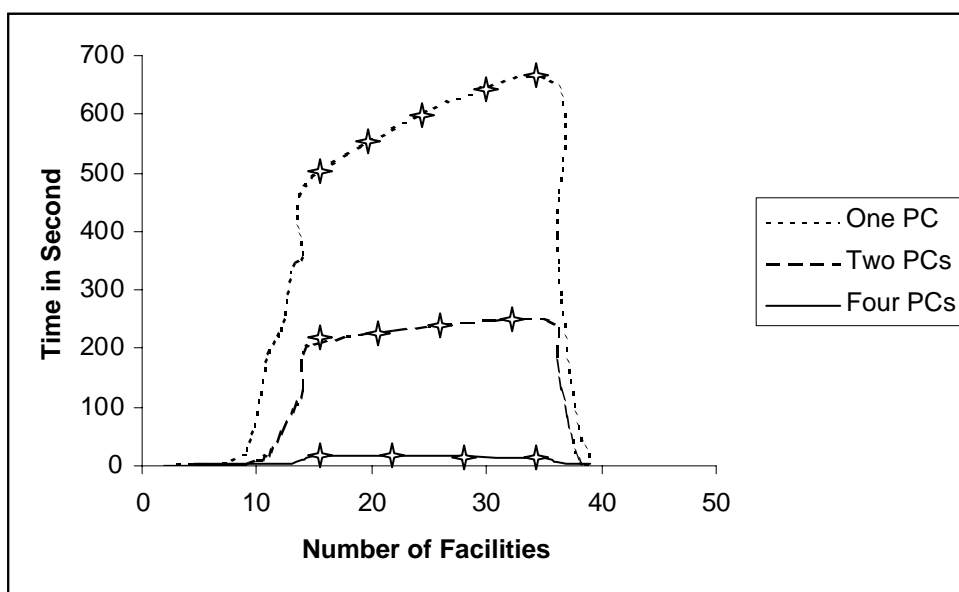 700
600
500
400
300
200
100
0
Time in Second
0 10 20 30 40 50
Number of Facilities
One PC
Two PCs
Four PCs